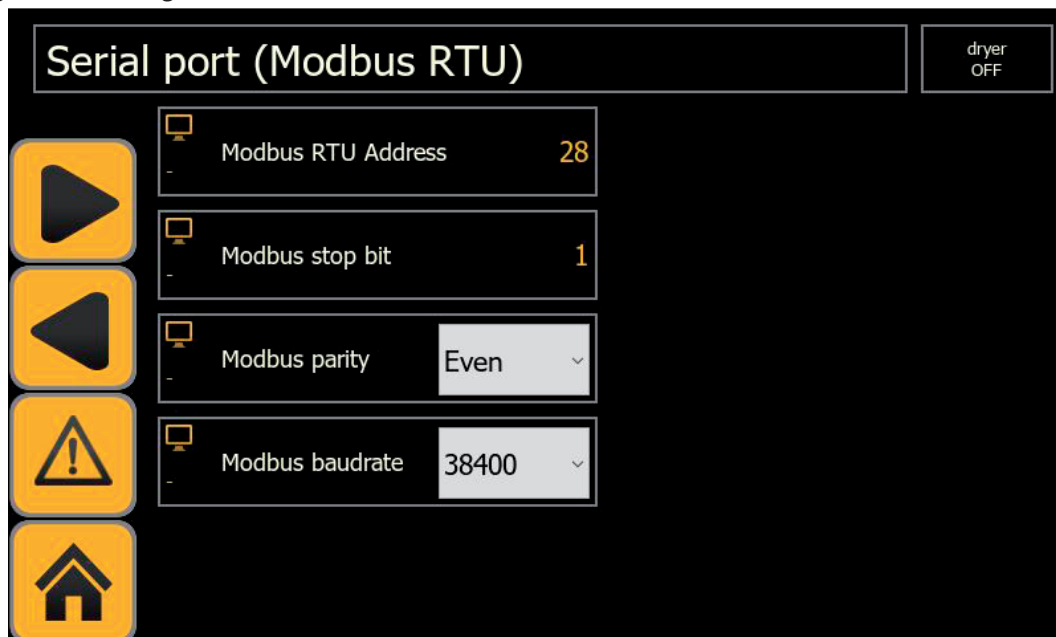 Serial port (Modbus RTU)
dryer
OFF
Modbus RTU Address 28
-
Modbus stop bit 1
-
Modbus parity Even
-
Modbus baudrate 38400
-